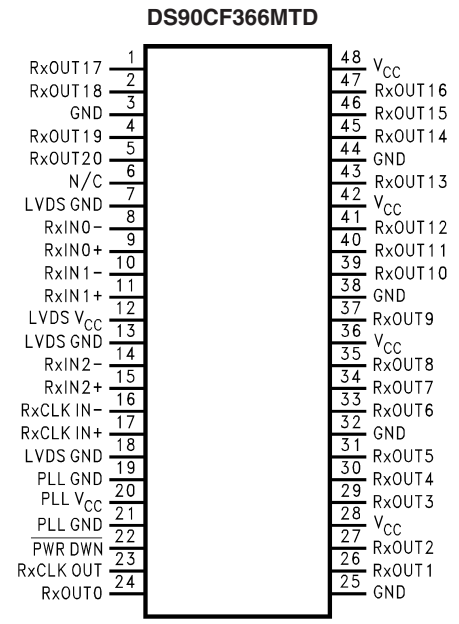 DS90CF366MTD
RxOUT17 1
RxOUT18 2
GND 3
RxOUT19 4
RxOUT20 5
N/C 6
LVDS GND 7
RxIN0- 8
RxIN0+ 9
RxIN1- 10
RxIN1+ 11
LVDS VCC 12
LVDS GND 13
RxIN2- 14
RxIN2+ 15
RxCLK IN- 16
RxCLK IN+ 17
LVDS GND 18
PLL GND 19
PLL VCC 20
PLL GND 21
PWR DWN 22
RxCLK OUT 23
RxOUT0 24
48 VCC
47 RxOUT16
46 RxOUT15
45 RxOUT14
44 GND
43 RxOUT13
42 VCC
41 RxOUT12
40 RxOUT11
39 RxOUT10
38 GND
37 RxOUT9
36 VCC
35 RxOUT8
34 RxOUT7
33 RxOUT6
32 GND
31 RxOUT5
30 RxOUT4
29 RxOUT3
28 VCC
27 RxOUT2
26 RxOUT1
25 GND